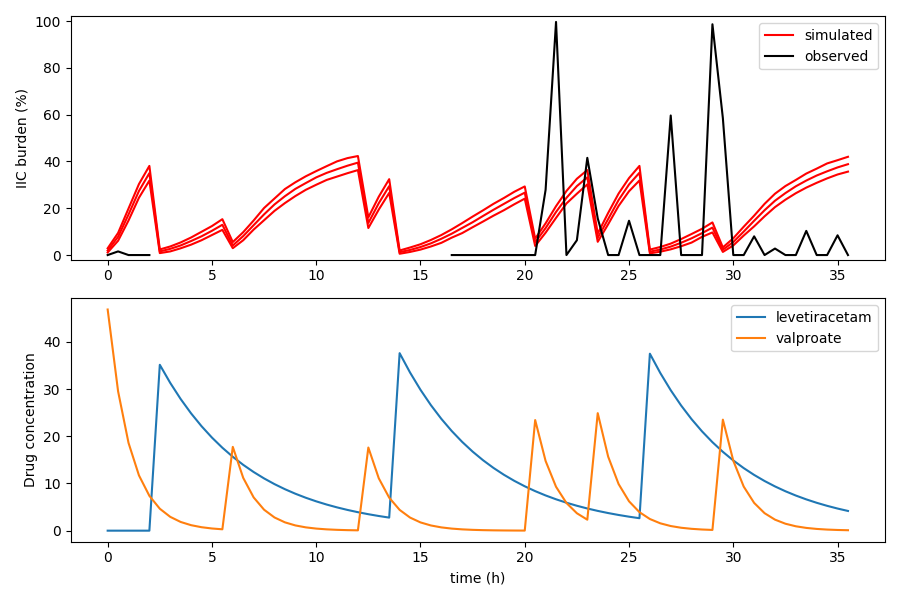 100
80
60
40
20
0
IIC burden (%)
simulated
observed
0 5 10 15 20 25 30 35
40
30
20
10
0
Drug concentration
levetiracetam
valproate
0 5 10 15 20 25 30 35
time (h)